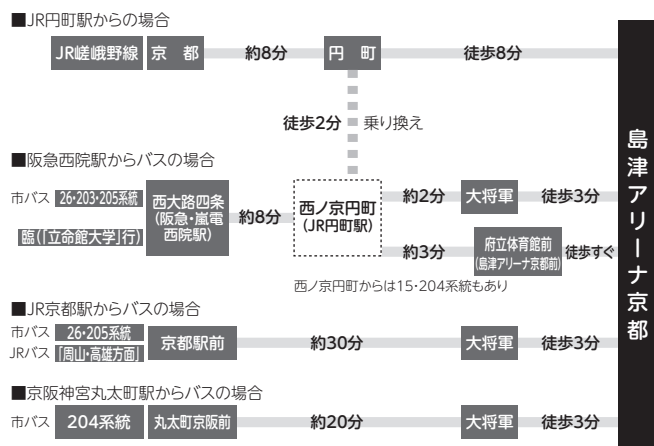 ■JR円町駅からの場合
JR嵯峨野線 京 都 約8分 円 町 徒歩8分
徒歩2分 乗り換え
■阪急西院駅からバスの場合
市バス 26・203・205系統
臨(「立命館大学」行)
西大路四条
(阪急・嵐電
西院駅)
約8分
西ノ京円町
(JR円町駅)
約2分 大将軍 徒歩3分
約3分 府立体育館前
(島津アリーナ京都前)
徒歩すぐ
西ノ京円町からは15・204系統もあり
■JR京都駅からバスの場合
市バス 26・205系統
JRバス 「周山・高雄方面」
京都駅前 約30分 大将軍 徒歩3分
■京阪神宮丸太町駅からバスの場合
市バス 204系統 丸太町京阪前 約20分 大将軍 徒歩3分
島津アリーナ京都